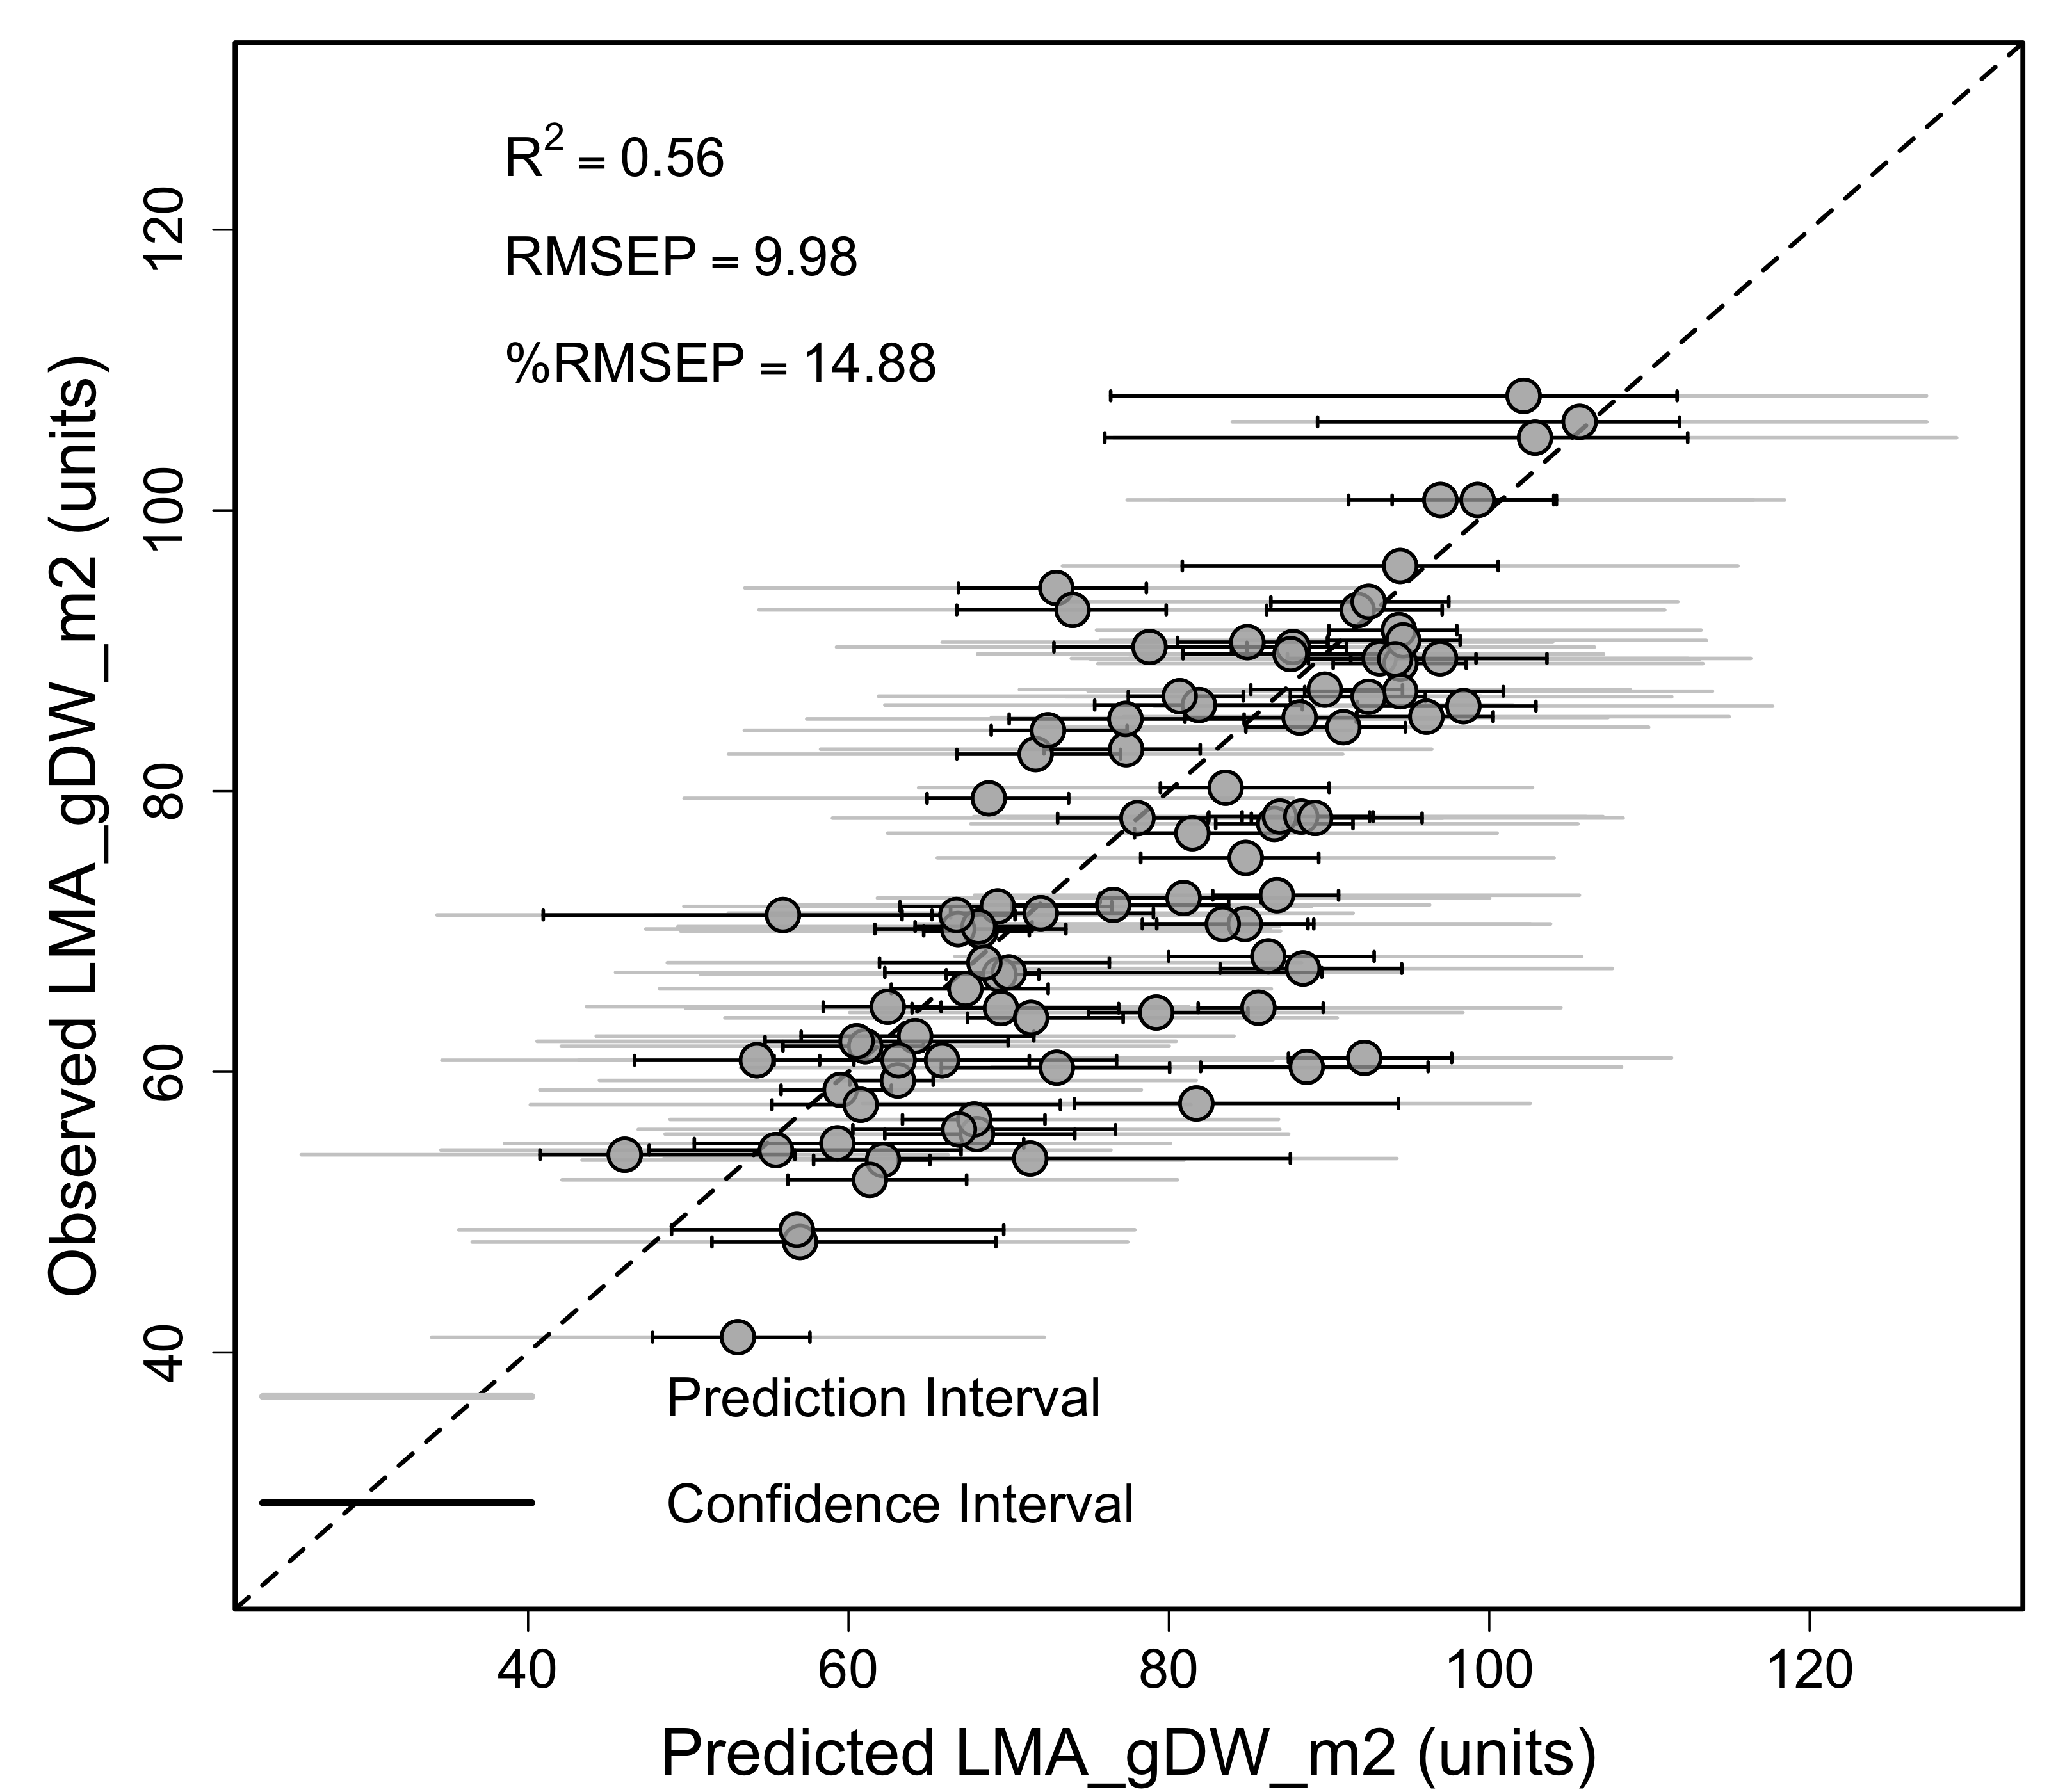 R² = 0.56
RMSEP = 9.98
%RMSEP = 14.88
Observed LMA_gDW_m2 (units)
120
100
80
60
40
Prediction Interval
Confidence Interval
40 60 80 100 120
Predicted LMA_gDW_m2 (units)